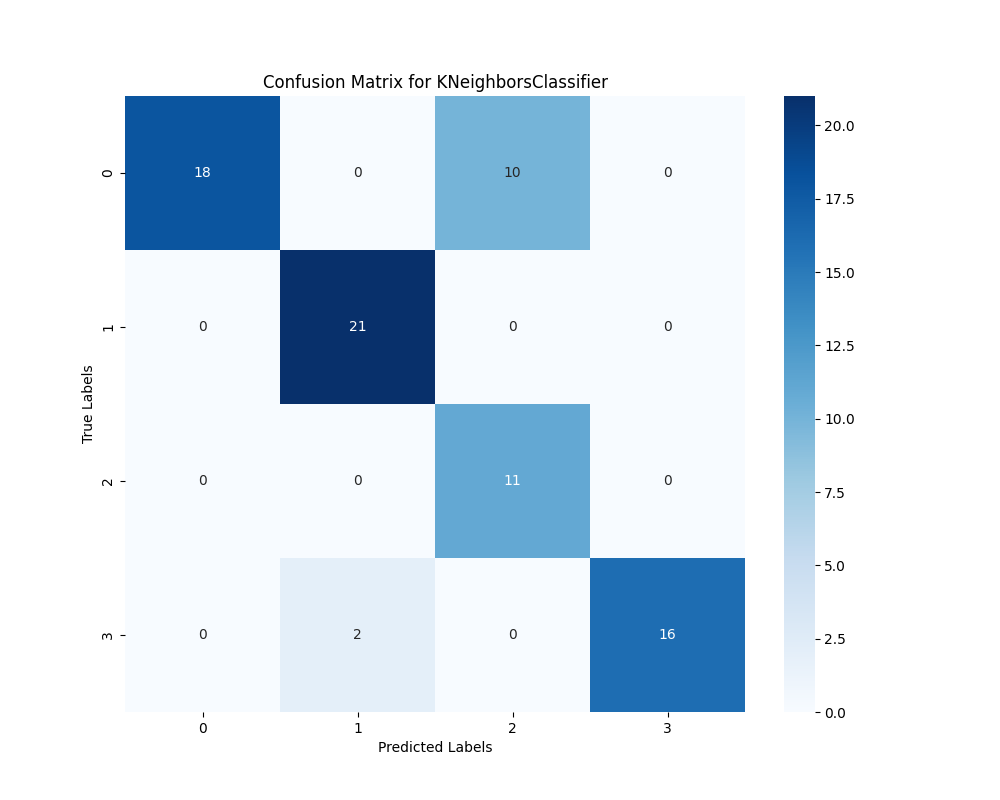 Confusion Matrix for KNeighborsClassifier
0 18 0 10 0
1 0 21 0 0
2 0 0 11 0
3 0 2 0 16
0 1 2 3
True Labels
Predicted Labels
20.0
17.5
15.0
12.5
10.0
7.5
5.0
2.5
0.0